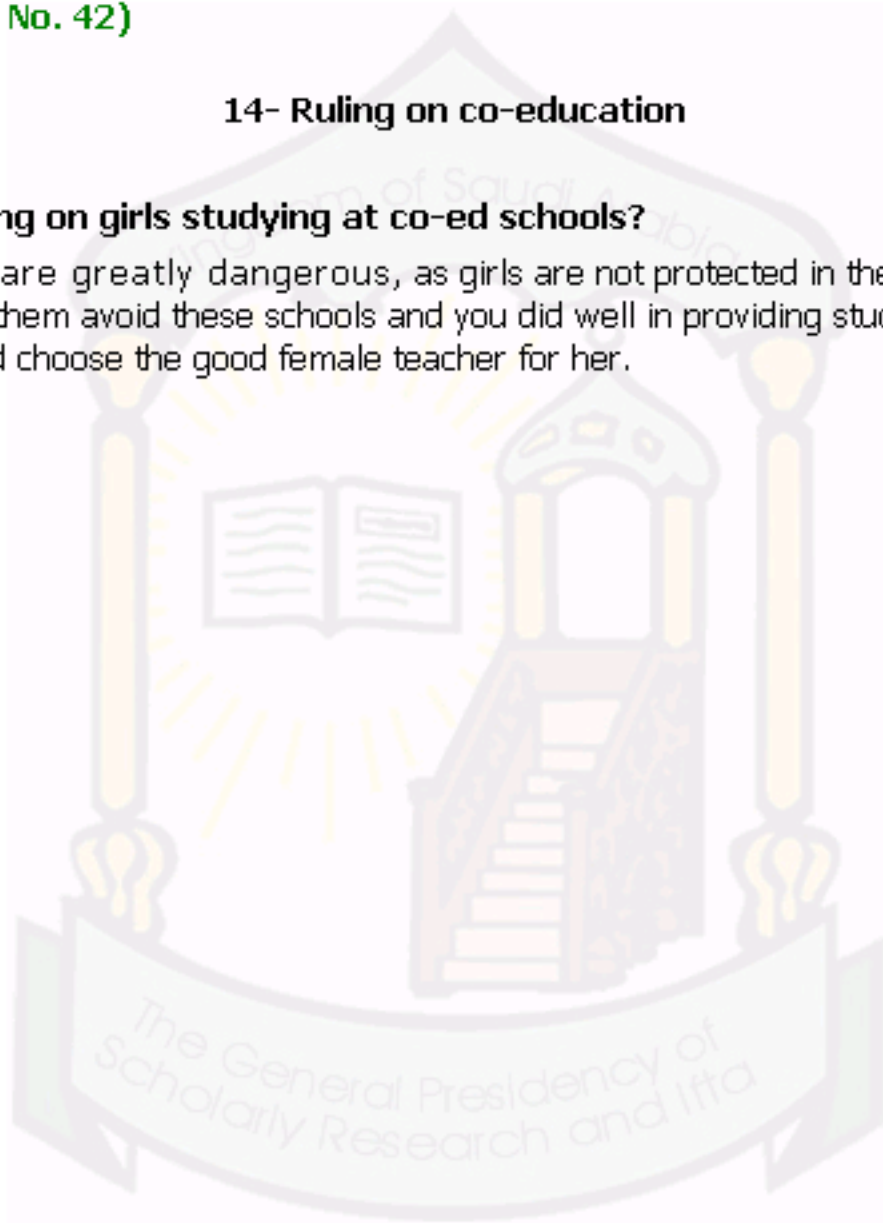 No. 42)
14- Ruling on co-education
Kingdom of Saudi Arabia
ng on girls studying at co-ed schools?
are greatly dangerous, as girls are not protected in the
them avoid these schools and you did well in providing stud
d choose the good female teacher for her.
The General Presidency of
Scholarly Research and Ifta